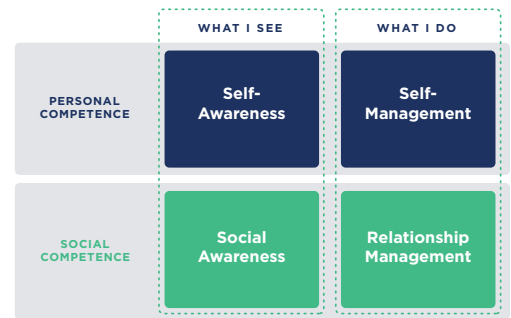 WHAT I SEE
WHAT I DO
PERSONAL
COMPETENCE
Self-
Awareness
Self-
Management
SOCIAL
COMPETENCE
Social
Awareness
Relationship
Management